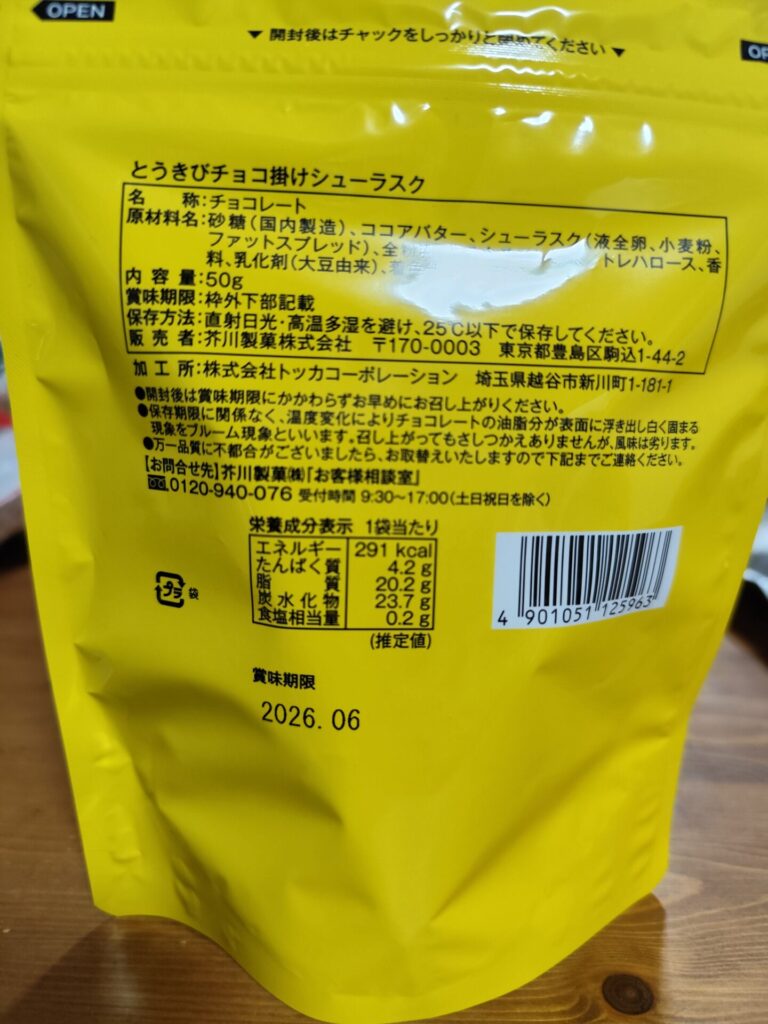 OPEN
▼ 開封後はチャックをしっかりと閉めてください ▼
とうきびチョコ掛けシューラスク
名 称:チョコレート
原材料名:砂糖(国内製造)、ココアバター、シューラスク(液全卵、小麦粉、
ファットスプレッド)、全 トレハロース、香
料、乳化剤(大豆由来)、
内 容 量:50g
賞味期限:枠外下部記載
保存方法:直射日光・高温多湿を避け、25℃以下で保存してください。
販 売 者:芥川製菓株式会社 〒170-0003 東京都豊島区駒込1-44-2
加 工 所:株式会社トッカコーポレーション 埼玉県越谷市新川町1-181-1
●開封後は賞味期限にかかわらずお早めにお召し上がりください。
●保存期限に関係なく、温度変化によりチョコレートの油脂分が表面に浮き出し白く固まる
現象をブルーム現象といいます。召し上がってもさしつかえありませんが、風味は劣ります。
●万一品質に不都合がございましたら、お取替えいたしますので下記までご連絡ください。
【お問合せ先】芥川製菓㈱「お客様相談室」
0120-940-076 受付時間 9:30〜17:00(土日祝日を除く)
栄養成分表示 1袋当たり
エネルギー 291 kcal
たんぱく質 4.2 g
脂 質 20.2 g
炭水化物 23.7 g
食塩相当量 0.2 g
(推定値)
プラ 袋
4 901051 125963
賞味期限
2026.06